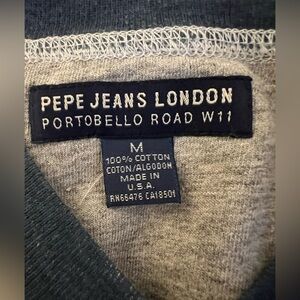 PEPE JEANS LONDON
PORTOBELLO ROAD W11
M
100% COTTON
COTON/ALGODON
MADE IN
U.S.A.
RN66476 CA18501